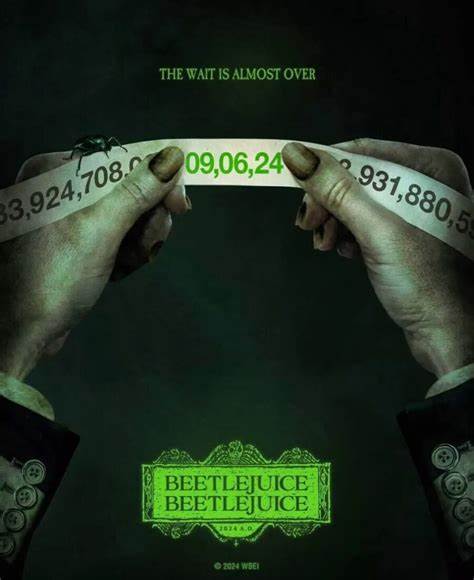 THE WAIT IS ALMOST OVER
33,924,708,0 09,06,24 931,880,5
BEETLEJUICE
BEETLEJUICE
2024 A.D.
© 2024 WBEI